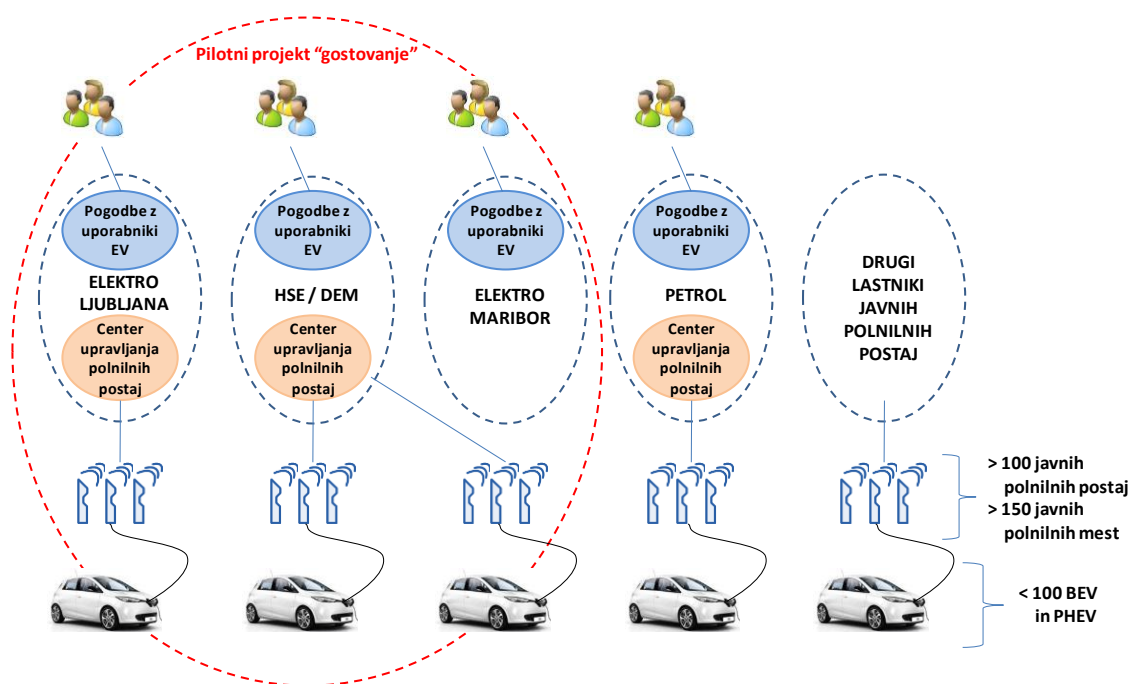 Pilotni projekt “gostovanje”
Pogodbe z
uporabniki
EV
ELEKTRO
LJUBLJANA
Center
upravljanja
polnilnih
postaj
Pogodbe z
uporabniki
EV
HSE / DEM
Center
upravljanja
polnilnih
postaj
Pogodbe z
uporabniki
EV
ELEKTRO
MARIBOR
Pogodbe z
uporabniki
EV
PETROL
Center
upravljanja
polnilnih
postaj
DRUGI
LASTNIKI
JAVNIH
POLNILNIH
POSTAJ
> 100 javnih
polnilnih postaj
> 150 javnih
polnilnih mest
< 100 BEV
in PHEV